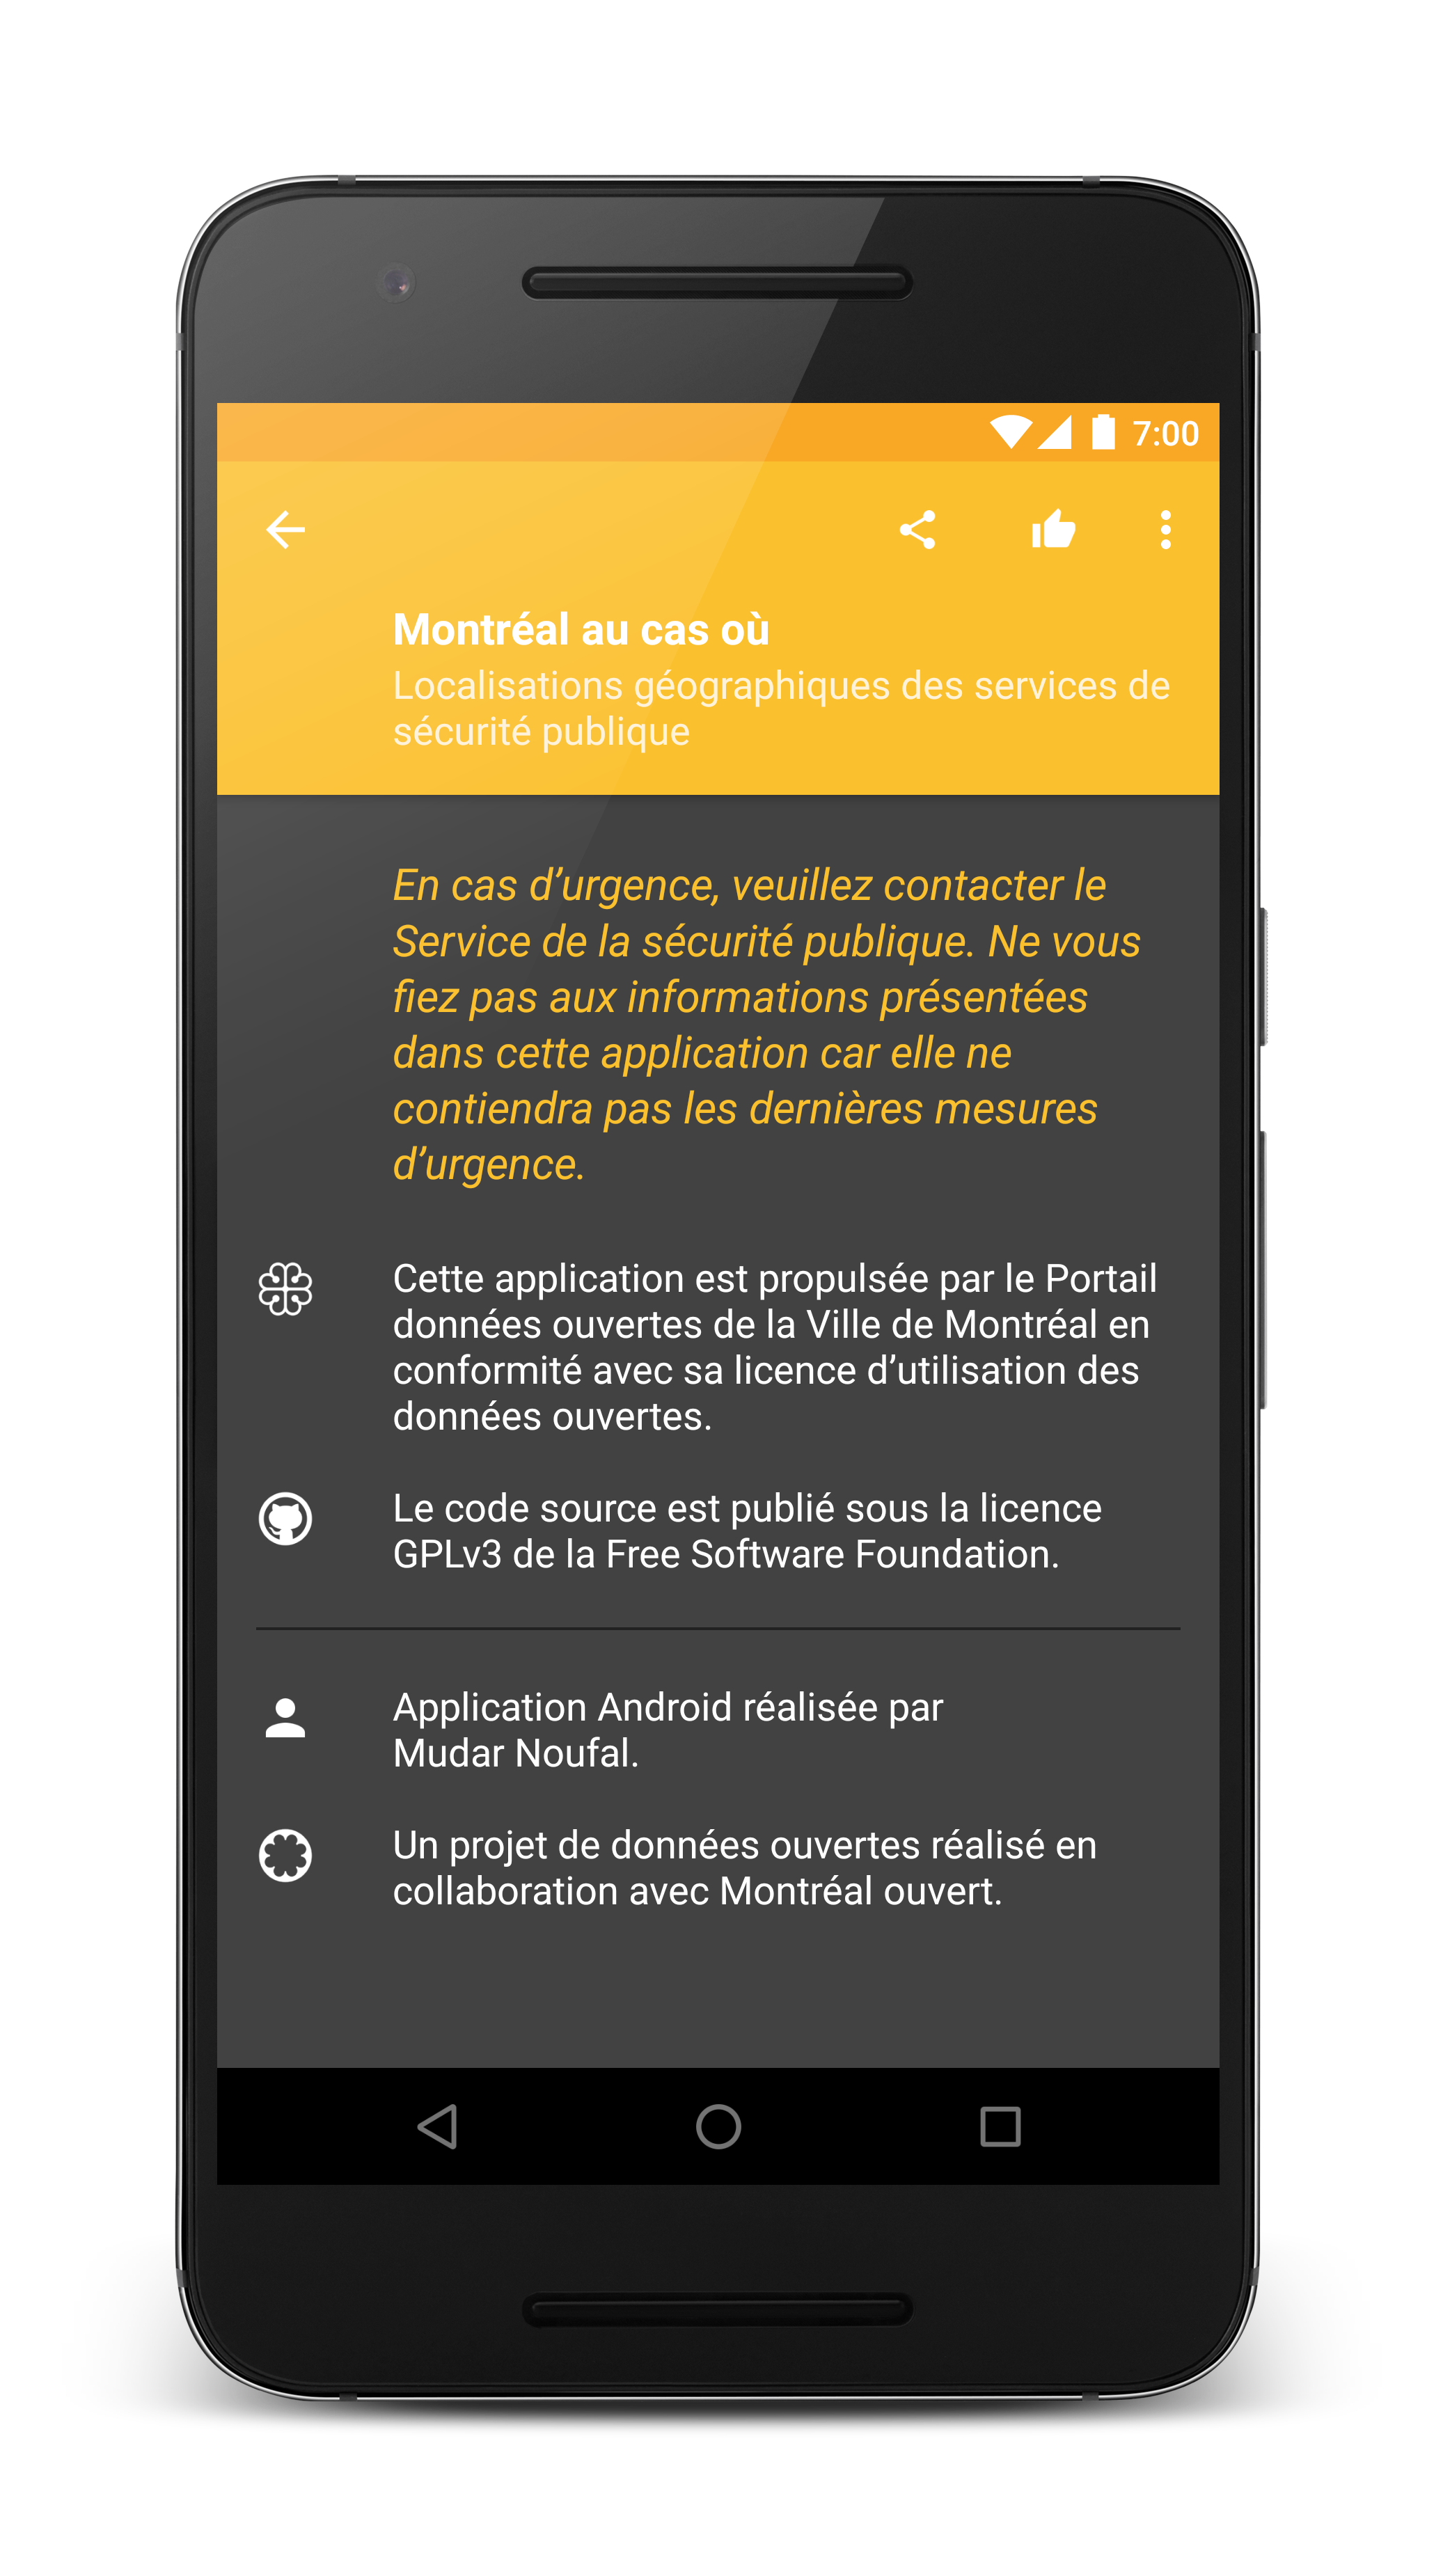 7:00
Montréal au cas où
Localisations géographiques des services de
sécurité publique
En cas d’urgence, veuillez contacter le
Service de la sécurité publique. Ne vous
fiez pas aux informations présentées
dans cette application car elle ne
contiendra pas les dernières mesures
d’urgence.
Cette application est propulsée par le Portail
données ouvertes de la Ville de Montréal en
conformité avec sa licence d’utilisation des
données ouvertes.
Le code source est publié sous la licence
GPLv3 de la Free Software Foundation.
Application Android réalisée par
Mudar Noufal.
Un projet de données ouvertes réalisé en
collaboration avec Montréal ouvert.